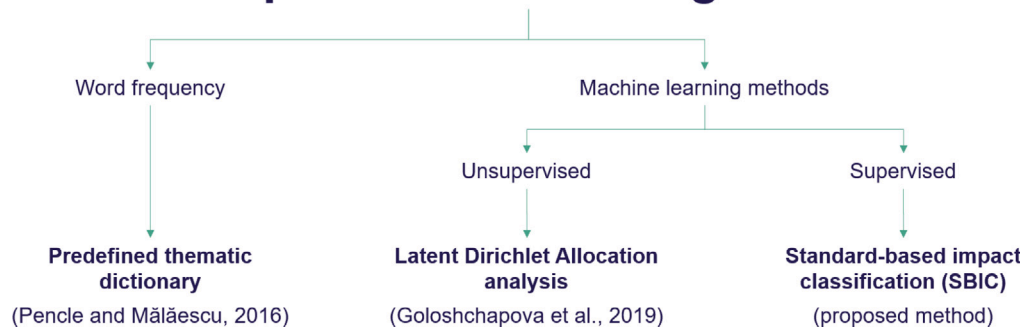 Word frequency
Machine learning methods
Unsupervised
Supervised
Predefined thematic
dictionary
(Pencle and Mălăescu, 2016)
Latent Dirichlet Allocation
analysis
(Goloshchapova et al., 2019)
Standard-based impact
classification (SBIC)
(proposed method)